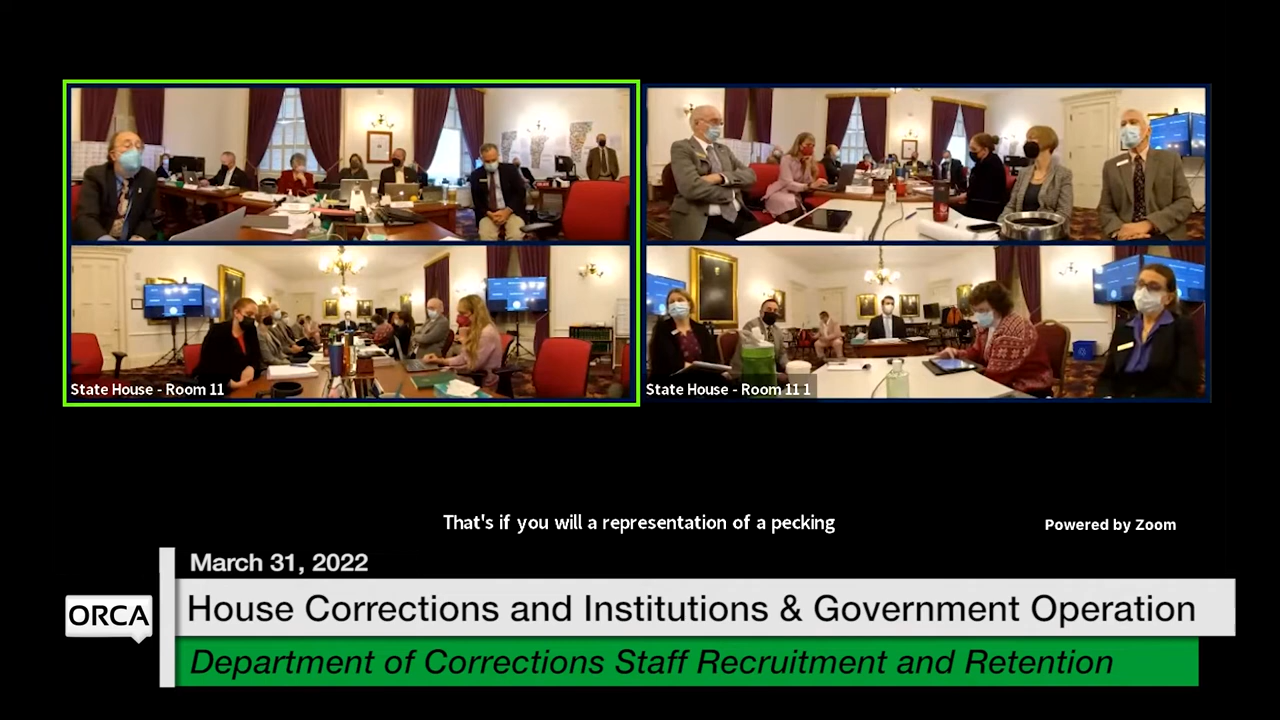 State House - Room 11
State House - Room 11 1
That's if you will a representation of a pecking
Powered by Zoom
March 31, 2022
ORCA
House Corrections and Institutions & Government Operation
Department of Corrections Staff Recruitment and Retention